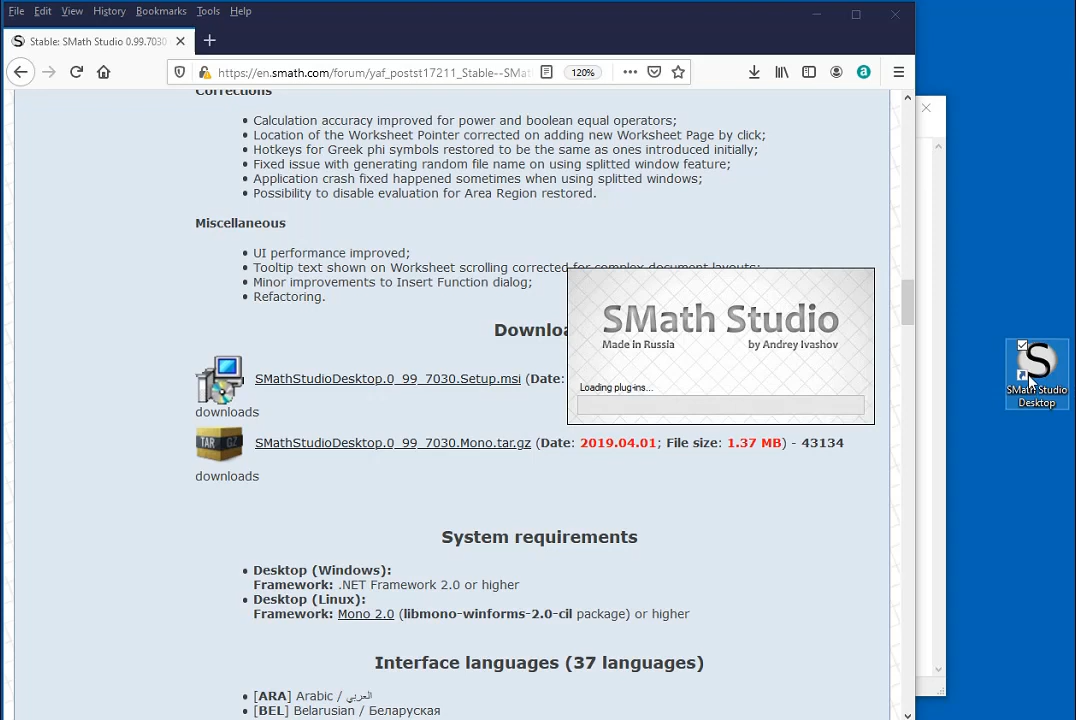 File Edit View History Bookmarks Tools Help
Stable: SMath Studio 0.99.7030
https://en.smath.com/forum/yaf_postst17211_Stable--SMa
120%
Corrections
Calculation accuracy improved for power and boolean equal operators;
Location of the Worksheet Pointer corrected on adding new Worksheet Page by click;
Hotkeys for Greek phi symbols restored to be the same as ones introduced initially;
Fixed issue with generating random file name on using splitted window feature;
Application crash fixed happened sometimes when using splitted windows;
Possibility to disable evaluation for Area Region restored.
Miscellaneous
UI performance improved;
Tooltip text shown on Worksheet scrolling corrected for complex document layouts;
Minor improvements to Insert Function dialog;
Refactoring.
Downloa
SMath Studio
Made in Russia by Andrey Ivashov
Loading plug-ins...
SMathStudioDesktop.0_99_7030.Setup.msi (Date:
downloads
TAR GZ
SMathStudioDesktop.0_99_7030.Mono.tar.gz (Date: 2019.04.01; File size: 1.37 MB) - 43134
downloads
System requirements
Desktop (Windows):
Framework: .NET Framework 2.0 or higher
Desktop (Linux):
Framework: Mono 2.0 (libmono-winforms-2.0-cil package) or higher
Interface languages (37 languages)
[ARA] Arabic / العربي
[BEL] Belarusian / Беларуская
SMath Studio
Desktop